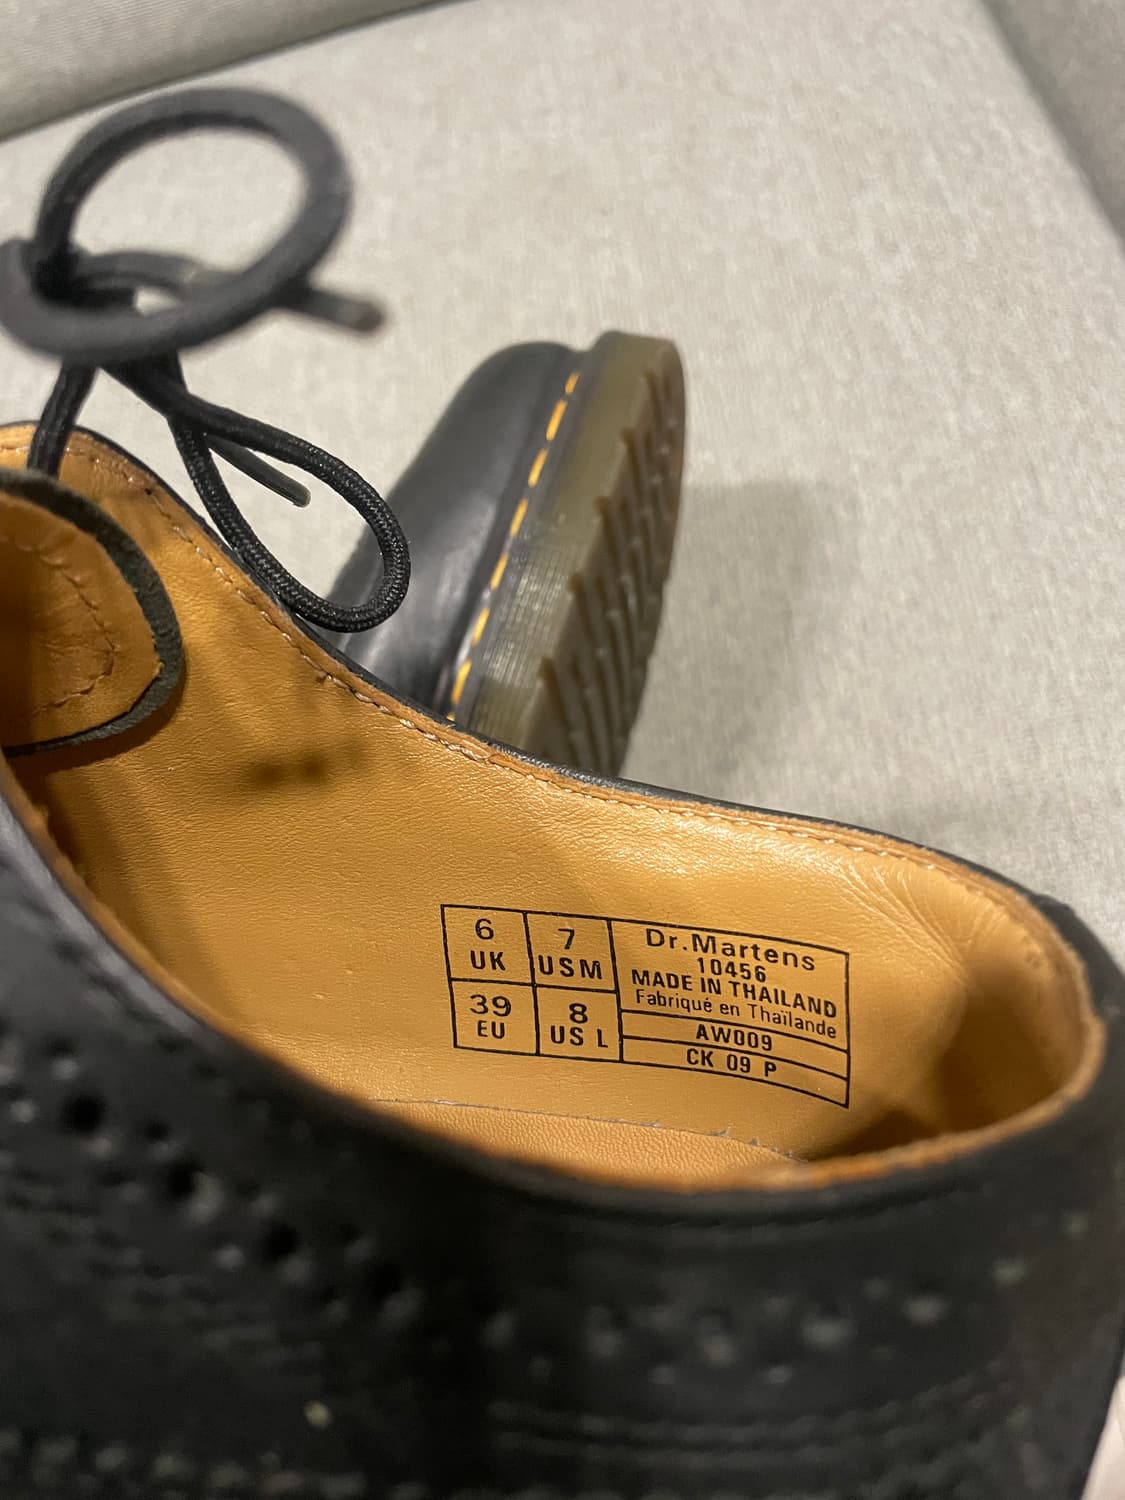 6
UK
7
US M
39
EU
8
US L
Dr.Martens
10456
MADE IN THAILAND
Fabriqué en Thaïlande
AW009
CK 09 P